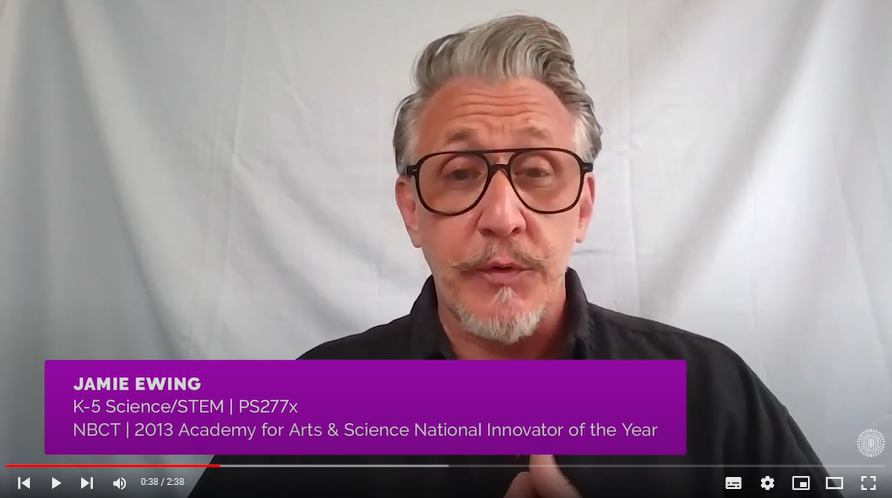 JAMIE EWING
K-5 Science/STEM | PS277x
NBCT | 2013 Academy for Arts & Science National Innovator of the Year
0:38 / 2:38